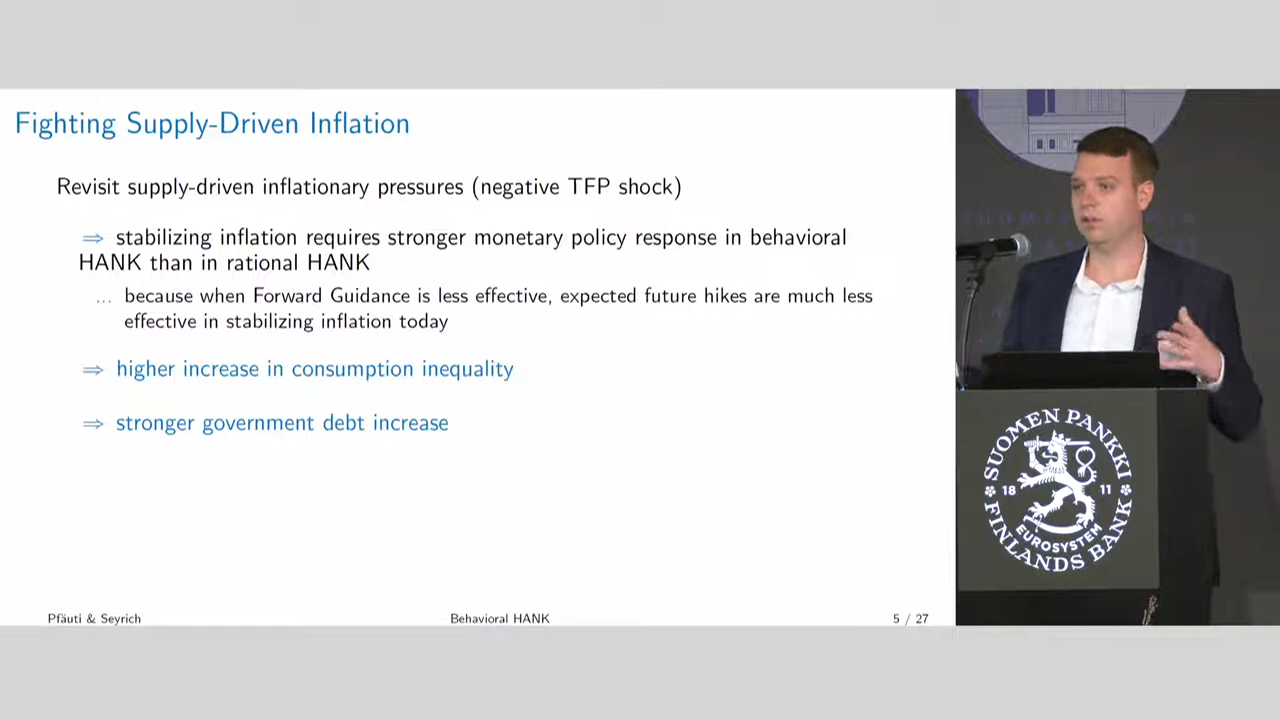 Fighting Supply-Driven Inflation
Revisit supply-driven inflationary pressures (negative TFP shock)
⇒ stabilizing inflation requires stronger monetary policy response in behavioral
HANK than in rational HANK
... because when Forward Guidance is less effective, expected future hikes are much less
effective in stabilizing inflation today
⇒ higher increase in consumption inequality
⇒ stronger government debt increase
Pfäuti & Seyrich
Behavioral HANK
5 / 27
SUOMEN PANKKI
18 11
EUROSYSTEM
FINLANDS BANK